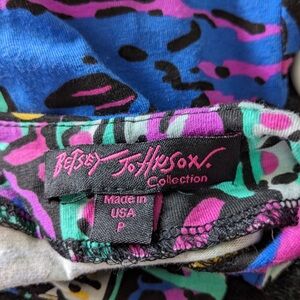 BETSEY JOHNSON.
Collection
Made in
USA
P